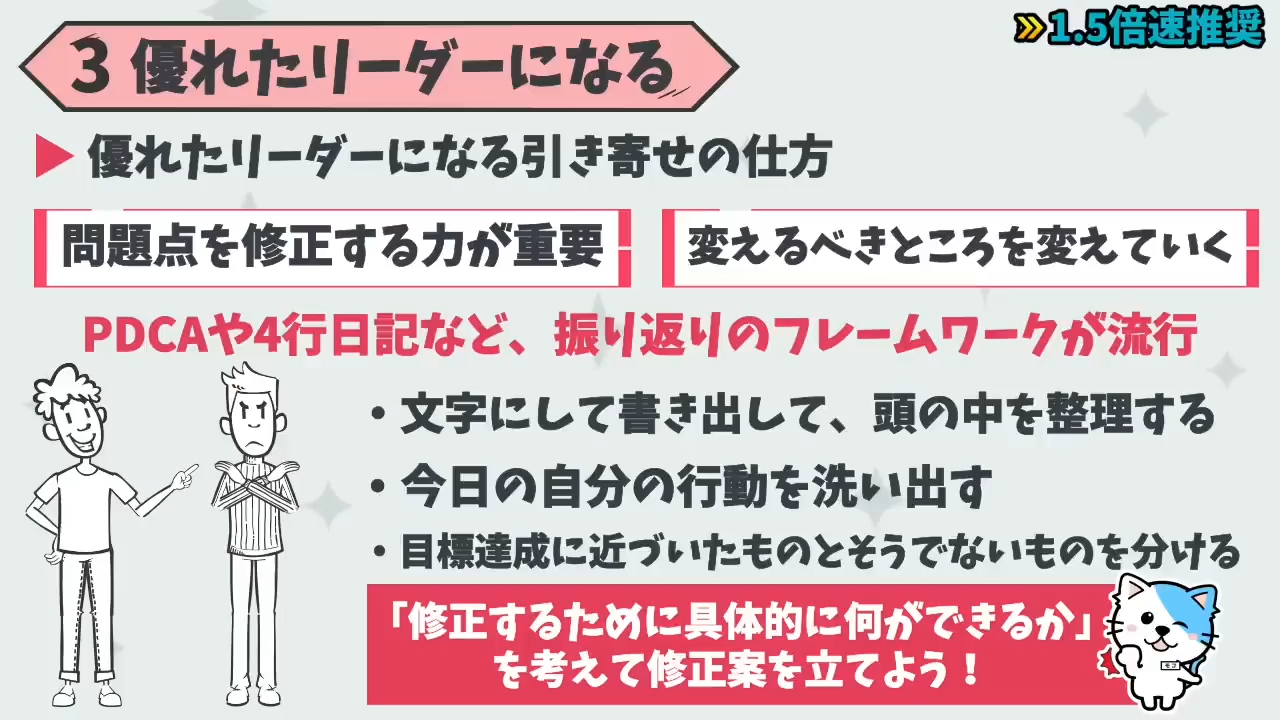 1.5倍速推奨
3 優れたリーダーになる
優れたリーダーになる引き寄せの仕方
問題点を修正する力が重要
変えるべきところを変えていく
PDCAや4行日記など、振り返りのフレームワークが流行
・文字にして書き出して、頭の中を整理する
・今日の自分の行動を洗い出す
・目標達成に近づいたものとそうでないものを分ける
「修正するために具体的に何ができるか」
を考えて修正案を立てよう！
モコ